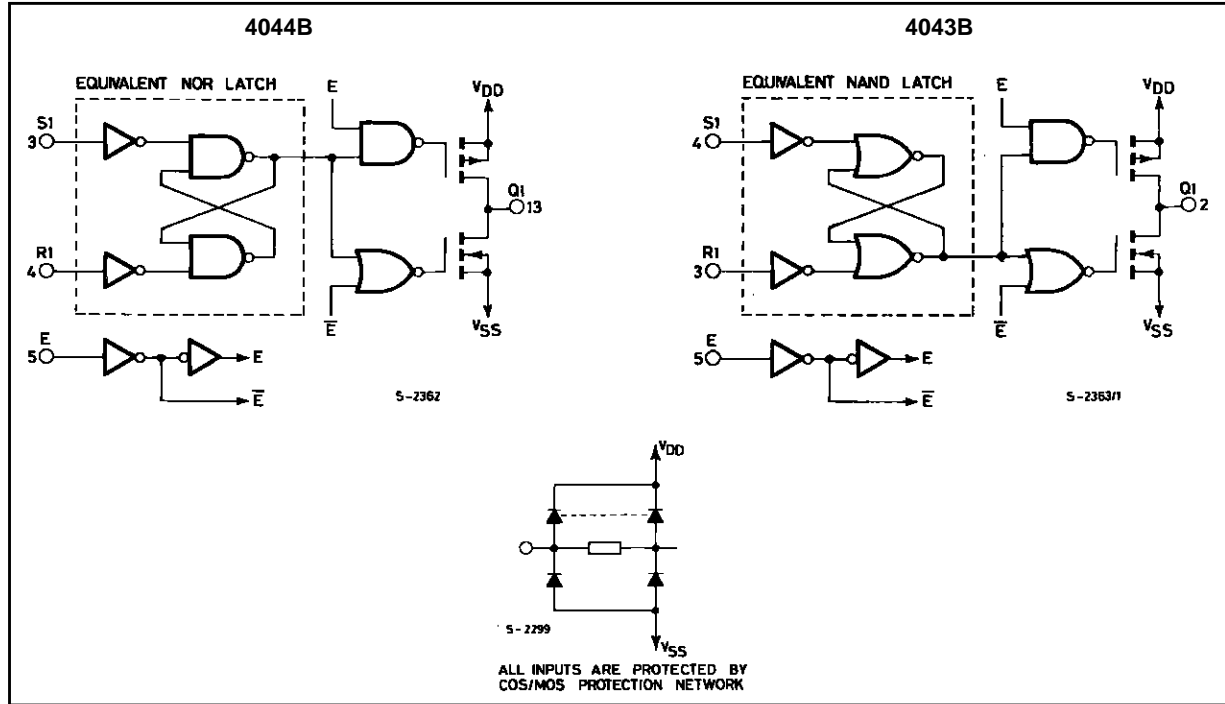 4044B
EQUIVALENT NOR LATCH
E
VDD
S1
3
Q1
13
R1
4
E
VSS
E
5
E
E
S-2362
4043B
EQUIVALENT NAND LATCH
E
VDD
S1
4
Q1
2
R1
3
E
VSS
E
5
E
E
S-2363/1
VDD
S-2299
VSS
ALL INPUTS ARE PROTECTED BY
COS/MOS PROTECTION NETWORK